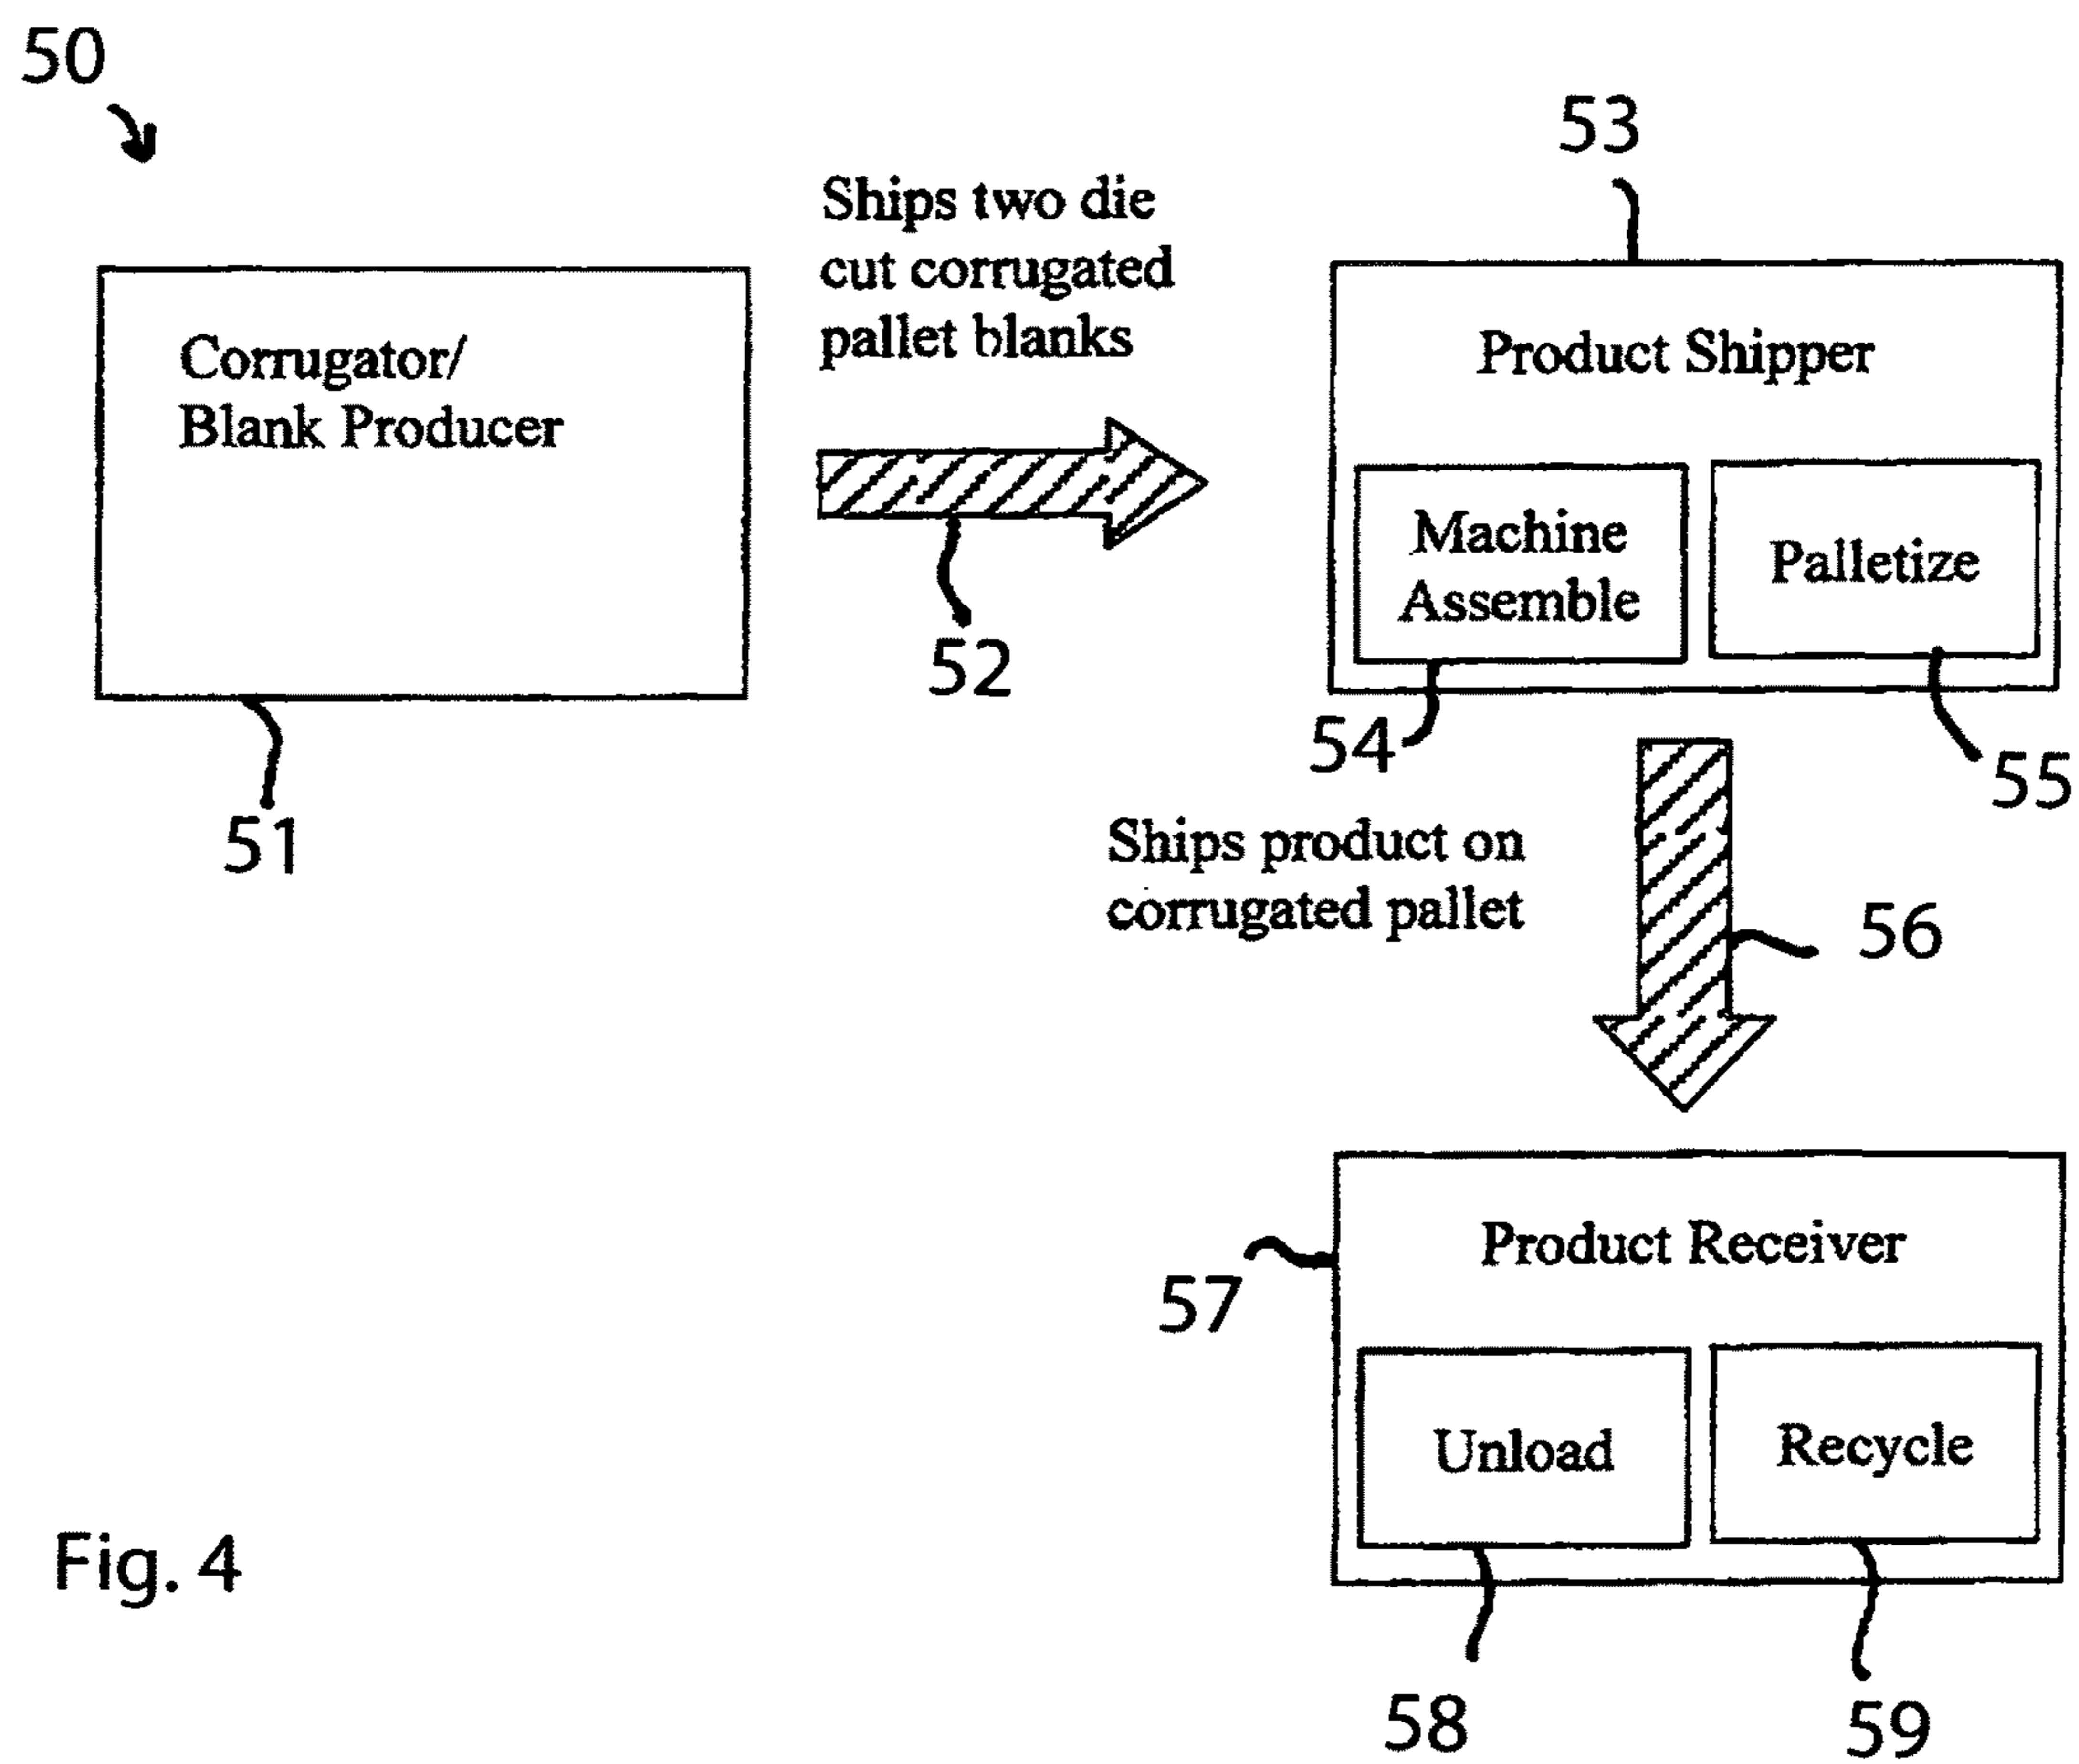 50
53
Ships two die
cut corrugated
pallet blanks
Corrugator/
Blank Producer
Product Shipper
Machine
Assemble
Palletize
52
54
55
51
Ships product on
corrugated pallet
56
Product Receiver
57
Unload
Recycle
Fig. 4
58
59